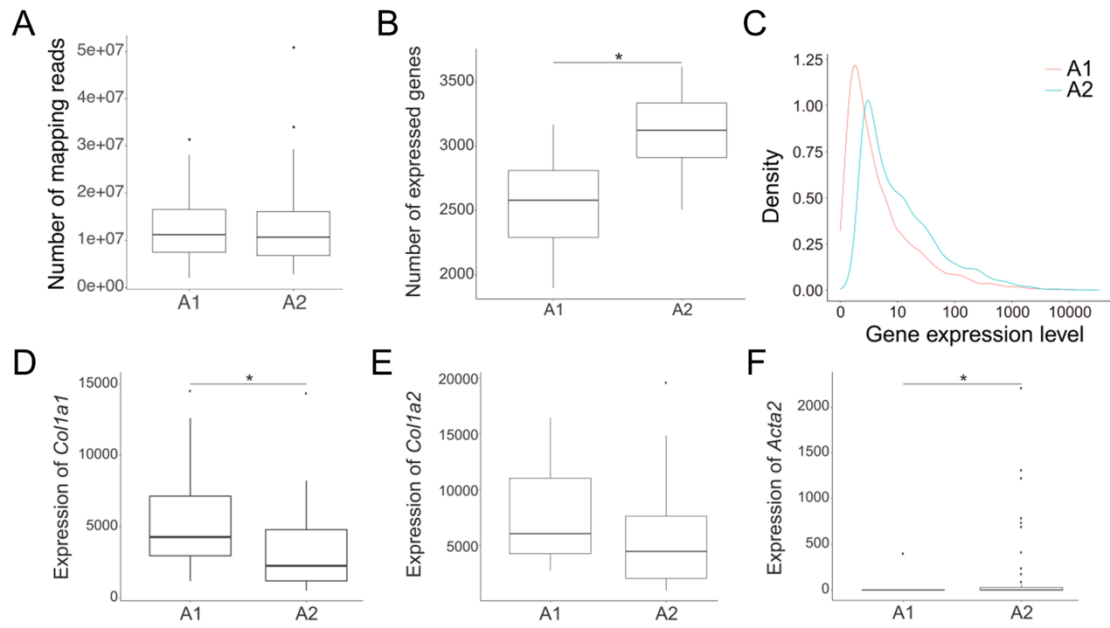 A
Number of mapping reads
5e+07
4e+07
3e+07
2e+07
1e+07
0e+00
A1 A2
B
Number of expressed genes
*
3500
3000
2500
2000
A1 A2
C
Density
1.25
1.00
0.75
0.50
0.25
0.00
A1
A2
0 10 100 1000 10000
Gene expression level
D
Expression of Col1a1
*
15000
10000
5000
0
A1 A2
E
Expression of Col1a2
20000
15000
10000
5000
A1 A2
F
Expression of Acta2
*
2000
1500
1000
500
0
A1 A2